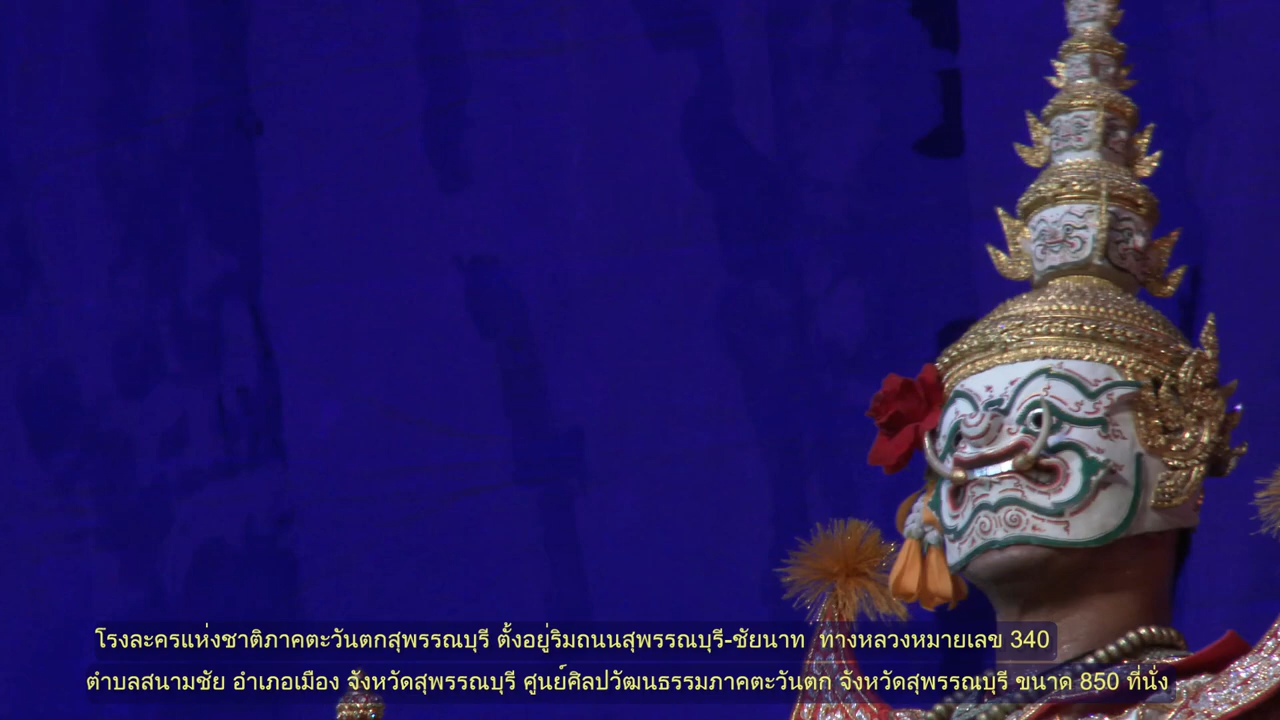 โรงละครแห่งชาติภาคตะวันตกสุพรรณบุรี ตั้งอยู่ริมถนนสุพรรณบุรี-ชัยนาท ทางหลวงหมายเลข 340
ตำบลสนามชัย อำเภอเมือง จังหวัดสุพรรณบุรี ศูนย์ศิลปวัฒนธรรมภาคตะวันตก จังหวัดสุพรรณบุรี ขนาด 850 ที่นั่ง